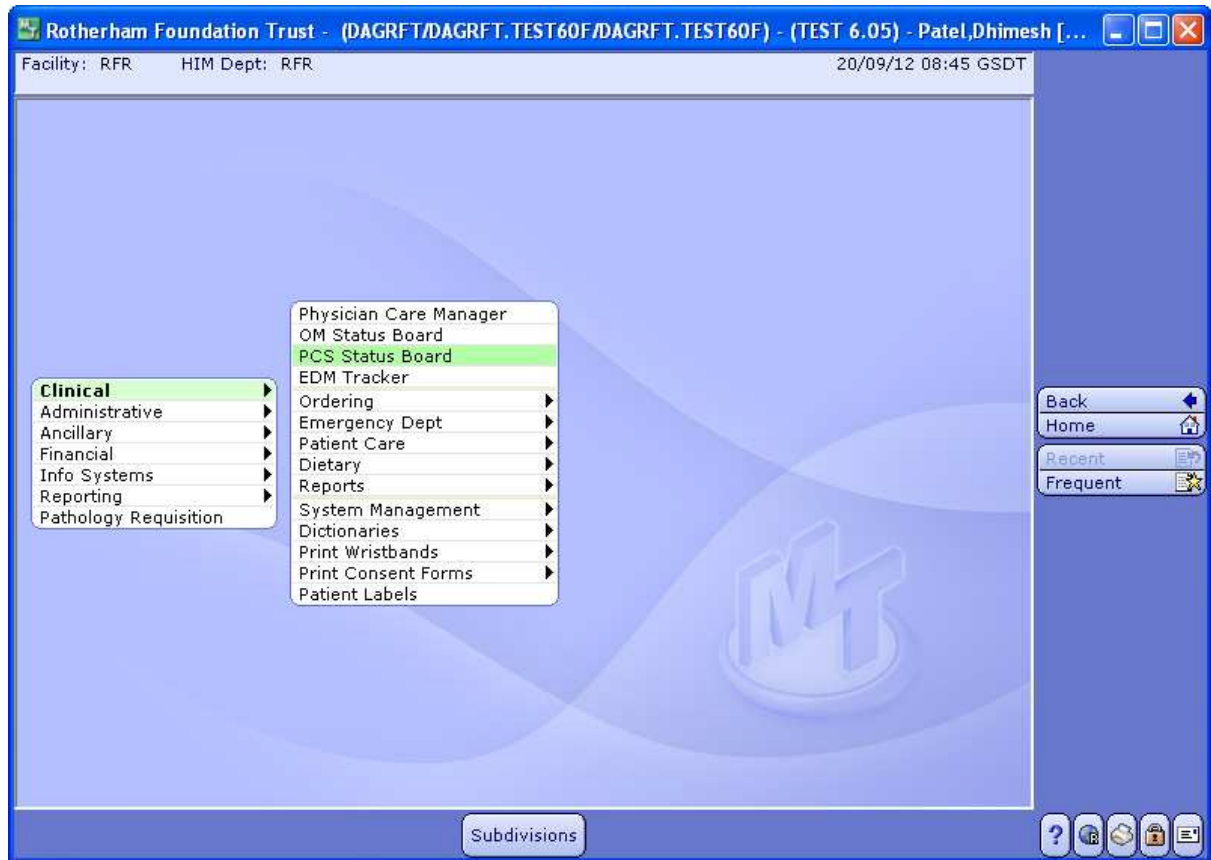 Rotherham Foundation Trust - (DAGRFT/DAGRFT.TEST60F/DAGRFT.TEST60F) - (TEST 6.05) - Patel,Dhimesh [...
Facility: RFR HIM Dept: RFR 20/09/12 08:45 GSDT
Clinical
Administrative
Ancillary
Financial
Info Systems
Reporting
Pathology Requisition
Physician Care Manager
OM Status Board
PCS Status Board
EDM Tracker
Ordering
Emergency Dept
Patient Care
Dietary
Reports
System Management
Dictionaries
Print Wristbands
Print Consent Forms
Patient Labels
Back
Home
Recent
Frequent
MT
Subdivisions
?